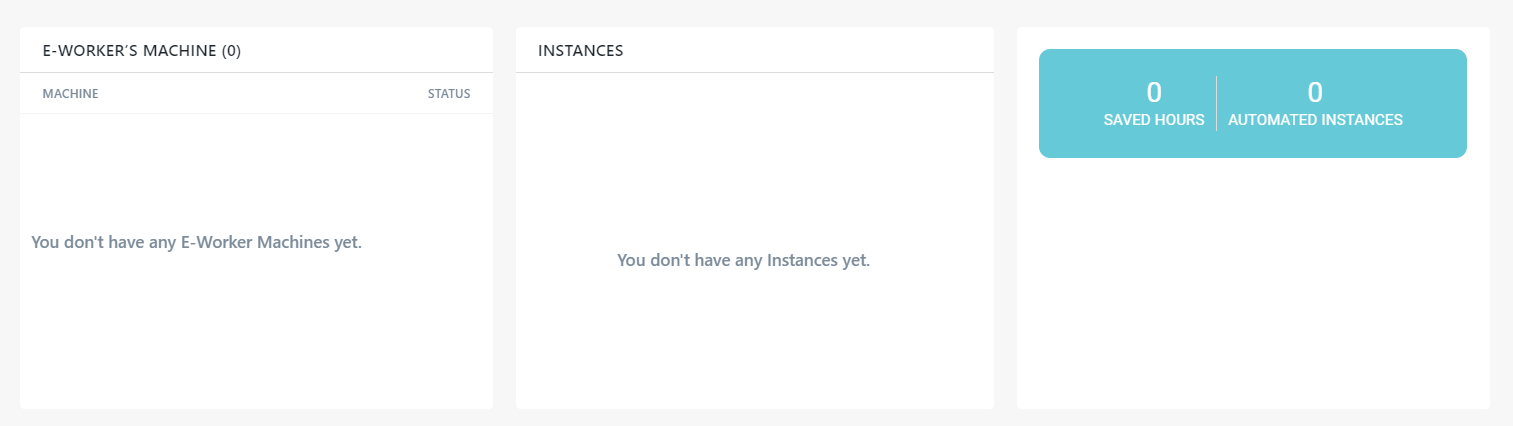 E-WORKER´S MACHINE (0)
MACHINE STATUS
You don't have any E-Worker Machines yet.
INSTANCES
You don't have any Instances yet.
0
SAVED HOURS
0
AUTOMATED INSTANCES